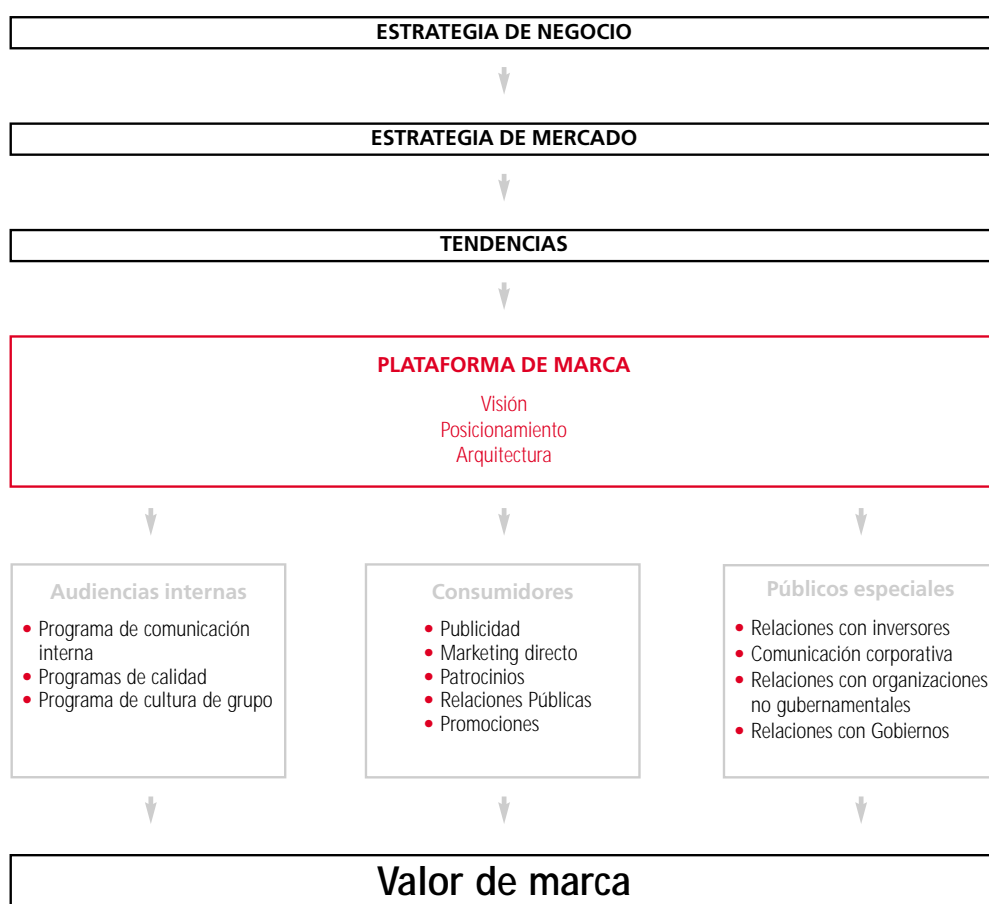 ESTRATEGIA DE NEGOCIO
ESTRATEGIA DE MERCADO
TENDENCIAS
PLATAFORMA DE MARCA
Visión
Posicionamiento
Arquitectura
Audiencias internas
• Programa de comunicación
interna
• Programas de calidad
• Programa de cultura de grupo
Consumidores
• Publicidad
• Marketing directo
• Patrocinios
• Relaciones Públicas
• Promociones
Públicos especiales
• Relaciones con inversores
• Comunicación corporativa
• Relaciones con organizaciones
no gubernamentales
• Relaciones con Gobiernos
Valor de marca